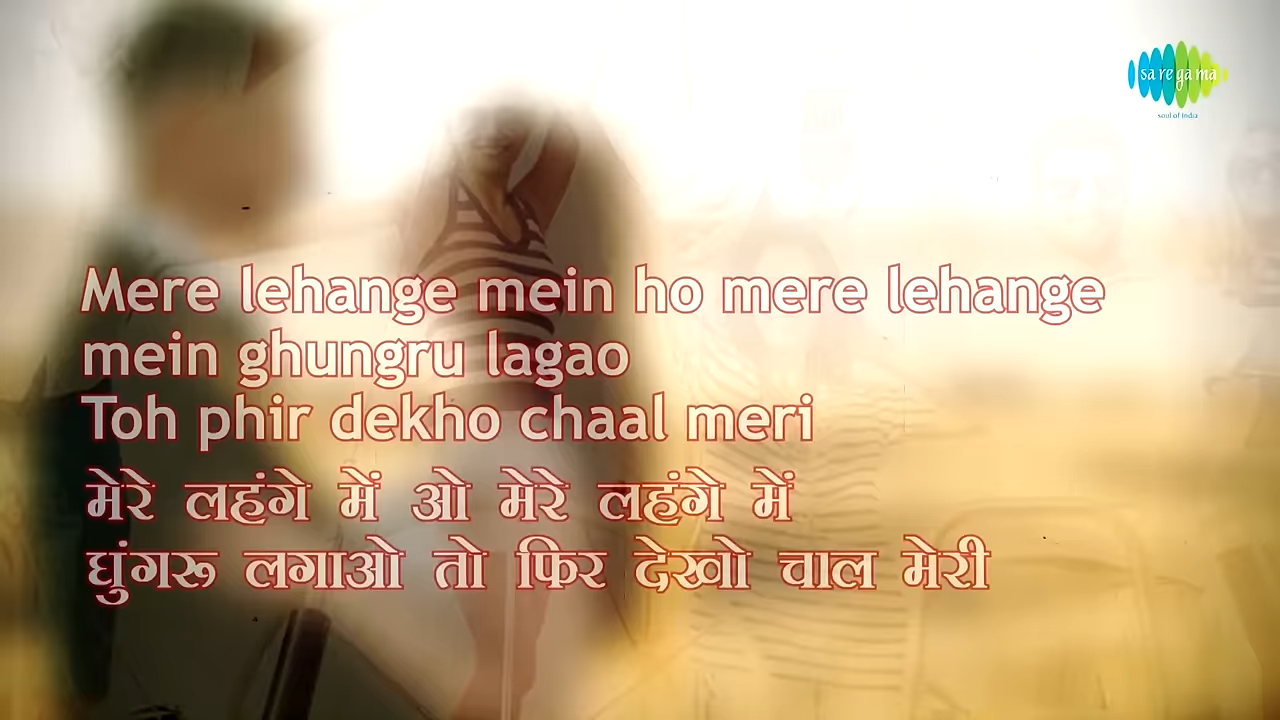 sa re ga ma
soul of India
Mere lehange mein ho mere lehange
mein ghungru lagao
Toh phir dekho chaal meri
मेरे लहंगे में ओ मेरे लहंगे में
घुंगरू लगाओ तो फिर देखो चाल मेरी